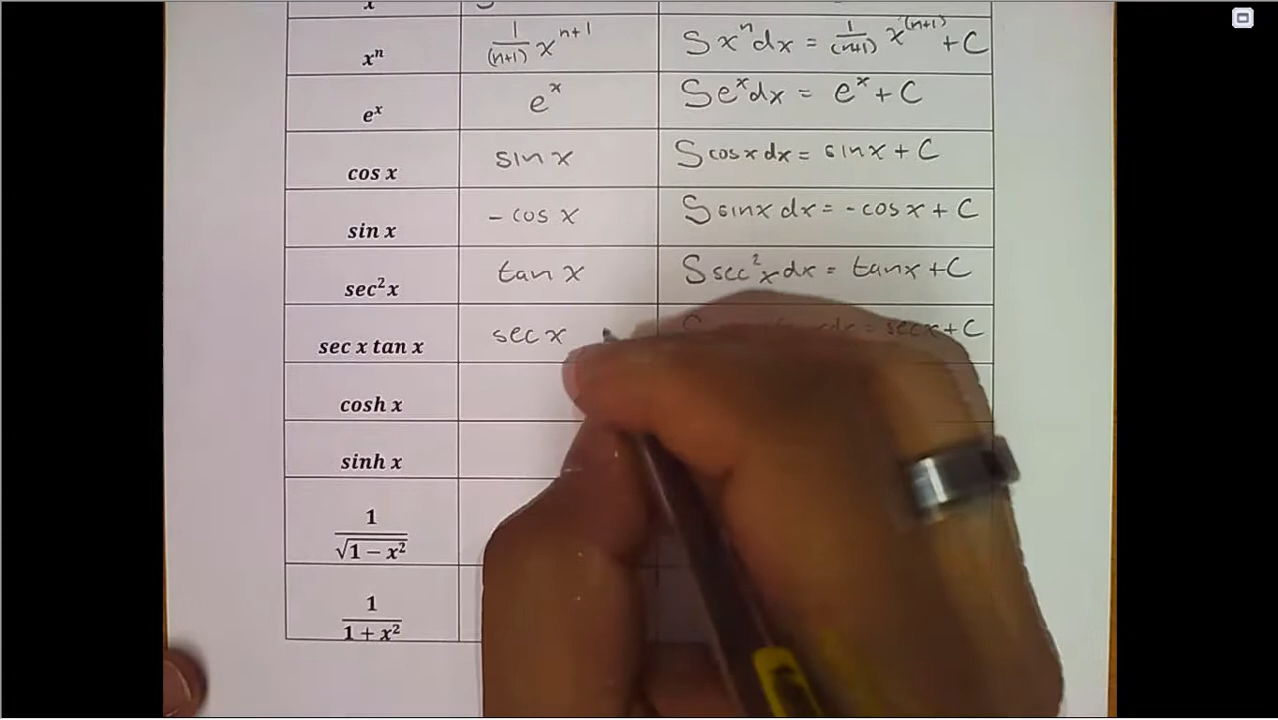 x
xⁿ 1/(n+1) x^(n+1) ∫xⁿdx = 1/(n+1) x^(n+1) + C
eˣ eˣ ∫eˣdx = eˣ + C
cos x sin x ∫cos x dx = sin x + C
sin x - cos x ∫sin x dx = - cos x + C
sec²x tan x ∫sec²x dx = tan x + C
sec x tan x sec x = sec x + C
cosh x
sinh x
1/√(1 − x²)
1/(1 + x²)